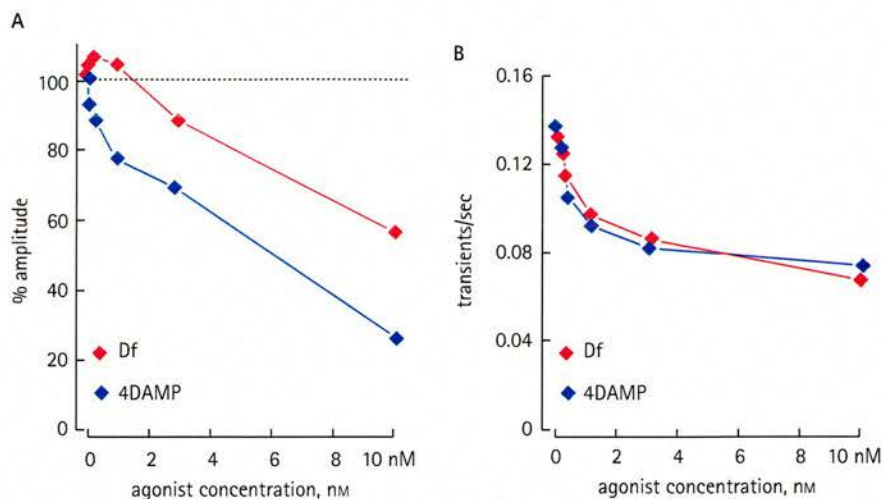 A
% amplitude
100
80
60
40
20
0
Df
4DAMP
0 2 4 6 8 10 nM
agonist concentration, nM
B
transients/sec
0.16
0.12
0.08
0.04
0
Df
4DAMP
0 2 4 6 8 10 nM
agonist concentration, nM